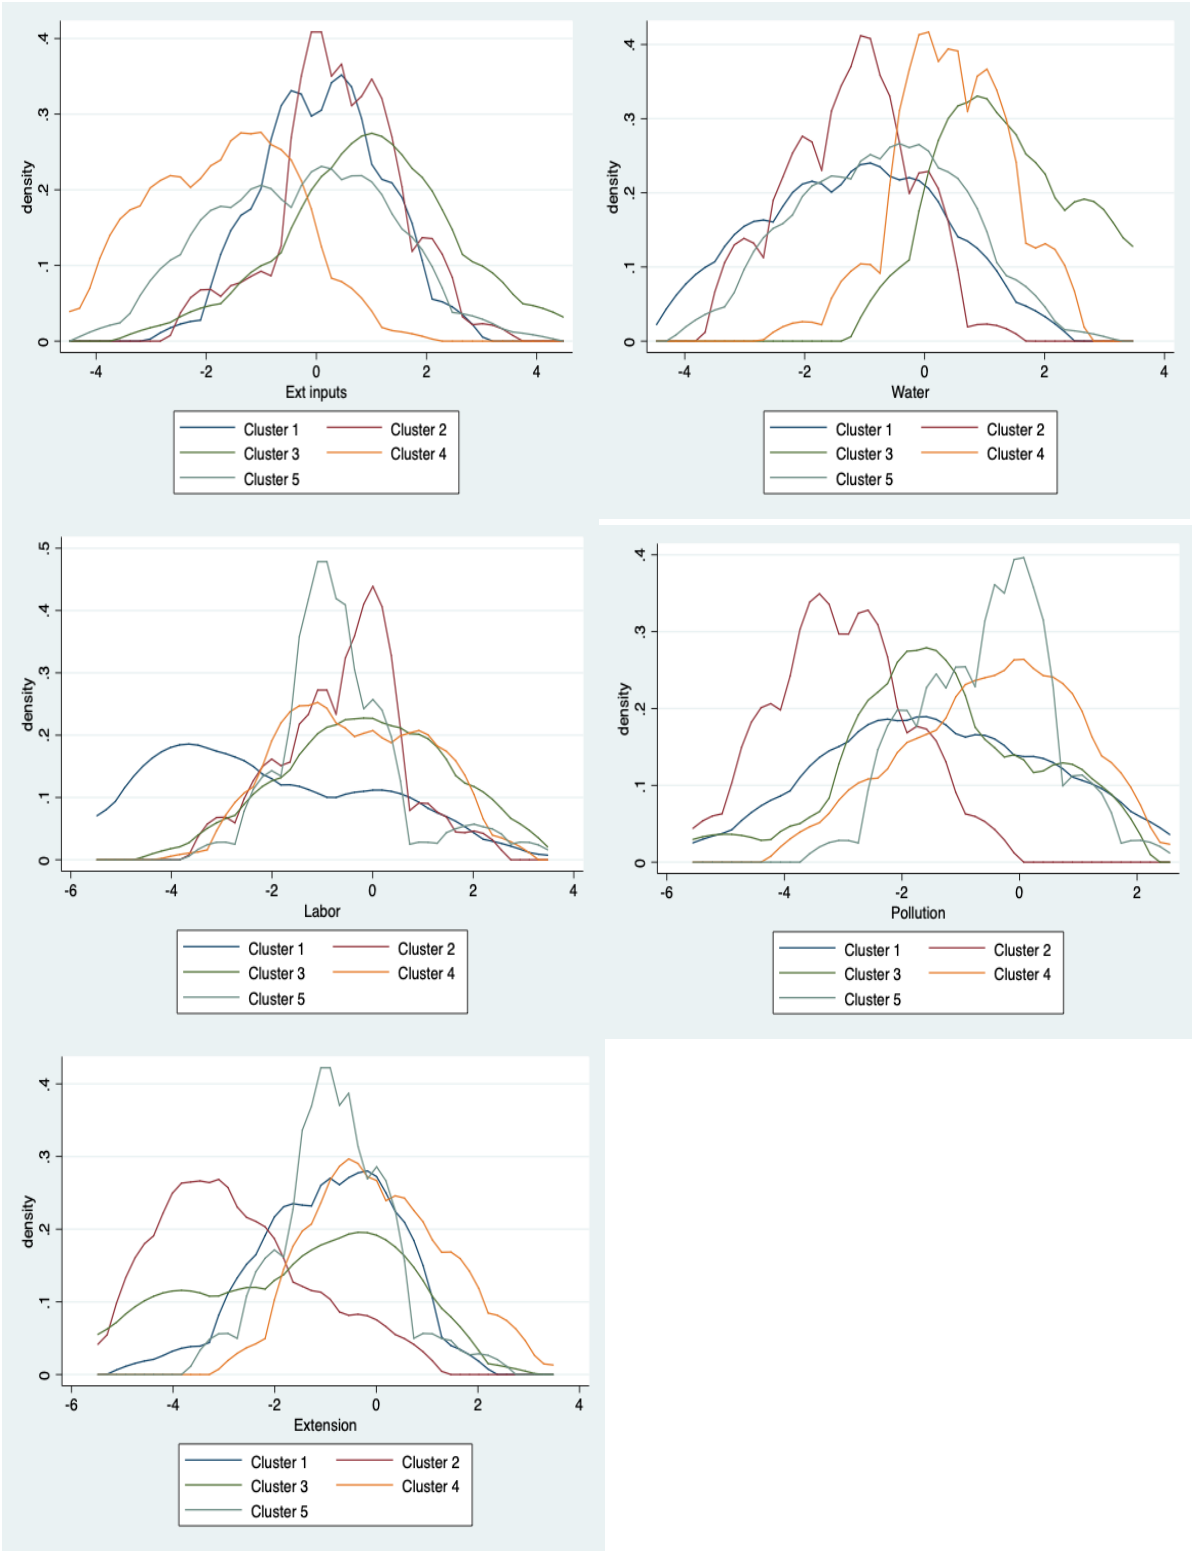 density
.4
.3
.2
.1
0
-4
-2
0
2
4
Ext inputs
Cluster 1
Cluster 2
Cluster 3
Cluster 4
Cluster 5
density
.4
.3
.2
.1
0
-4
-2
0
2
4
Water
Cluster 1
Cluster 2
Cluster 3
Cluster 4
Cluster 5
density
.5
.4
.3
.2
.1
0
-6
-4
-2
0
2
4
Labor
Cluster 1
Cluster 2
Cluster 3
Cluster 4
Cluster 5
density
.4
.3
.2
.1
0
-6
-4
-2
0
2
Pollution
Cluster 1
Cluster 2
Cluster 3
Cluster 4
Cluster 5
density
.4
.3
.2
.1
0
-6
-4
-2
0
2
4
Extension
Cluster 1
Cluster 2
Cluster 3
Cluster 4
Cluster 5